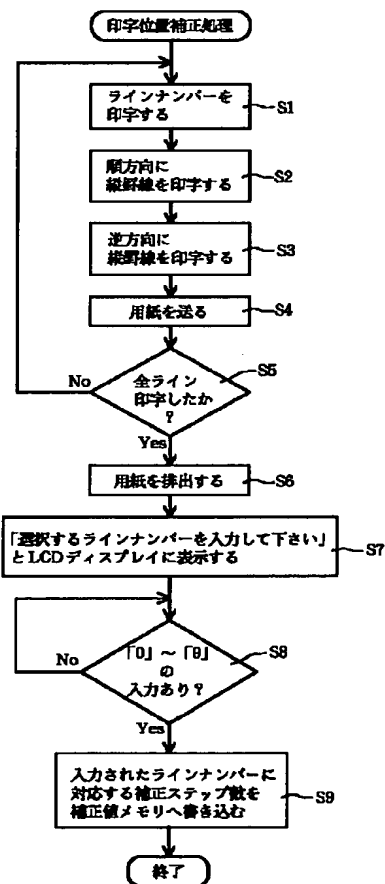 印字位置補正処理
ラインナンバーを
印字する
S1
順方向に
縦罫線を印字する
S2
逆方向に
縦罫線を印字する
S3
用紙を送る
S4
全ライン
印字したか
?
S5
No
Yes
用紙を排出する
S6
「選択するラインナンバーを入力して下さい」
とLCDディスプレイに表示する
S7
「0」～「8」
の
入力あり?
S8
No
Yes
入力されたラインナンバーに
対応する補正ステップ数を
補正値メモリへ書き込む
S9
終了